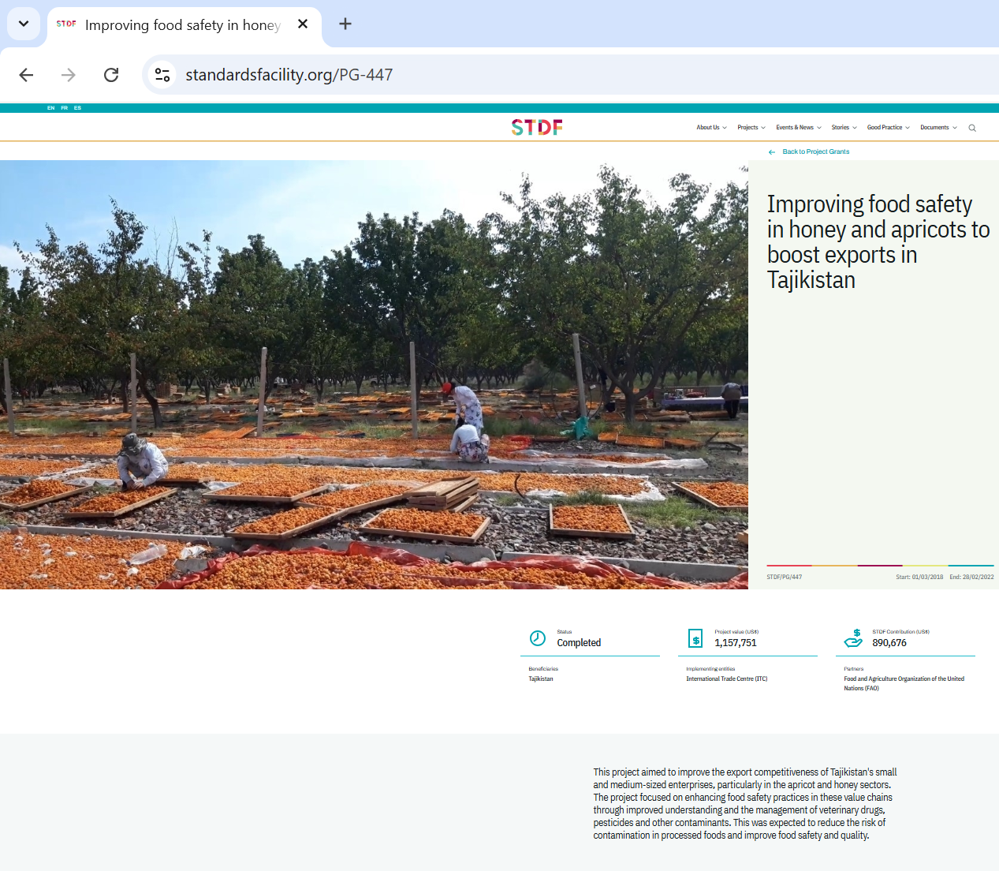 STDF Improving food safety in honey
standardsfacility.org/PG-447
EN FR ES
STDF
About Us Projects Events & News Stories Good Practice Documents
Back to Project Grants
Improving food safety
in honey and apricots to
boost exports in
Tajikistan
STDF/PG/447 Start: 01/03/2018 End: 28/02/2022
Status
Completed
Project value (US$)
1,157,751
STDF Contribution (US$)
890,676
Beneficiaries
Tajikistan
Implementing entities
International Trade Centre (ITC)
Partners
Food and Agriculture Organization of the United
Nations (FAO)
This project aimed to improve the export competitiveness of Tajikistan's small
and medium-sized enterprises, particularly in the apricot and honey sectors.
The project focused on enhancing food safety practices in these value chains
through improved understanding and the management of veterinary drugs,
pesticides and other contaminants. This was expected to reduce the risk of
contamination in processed foods and improve food safety and quality.